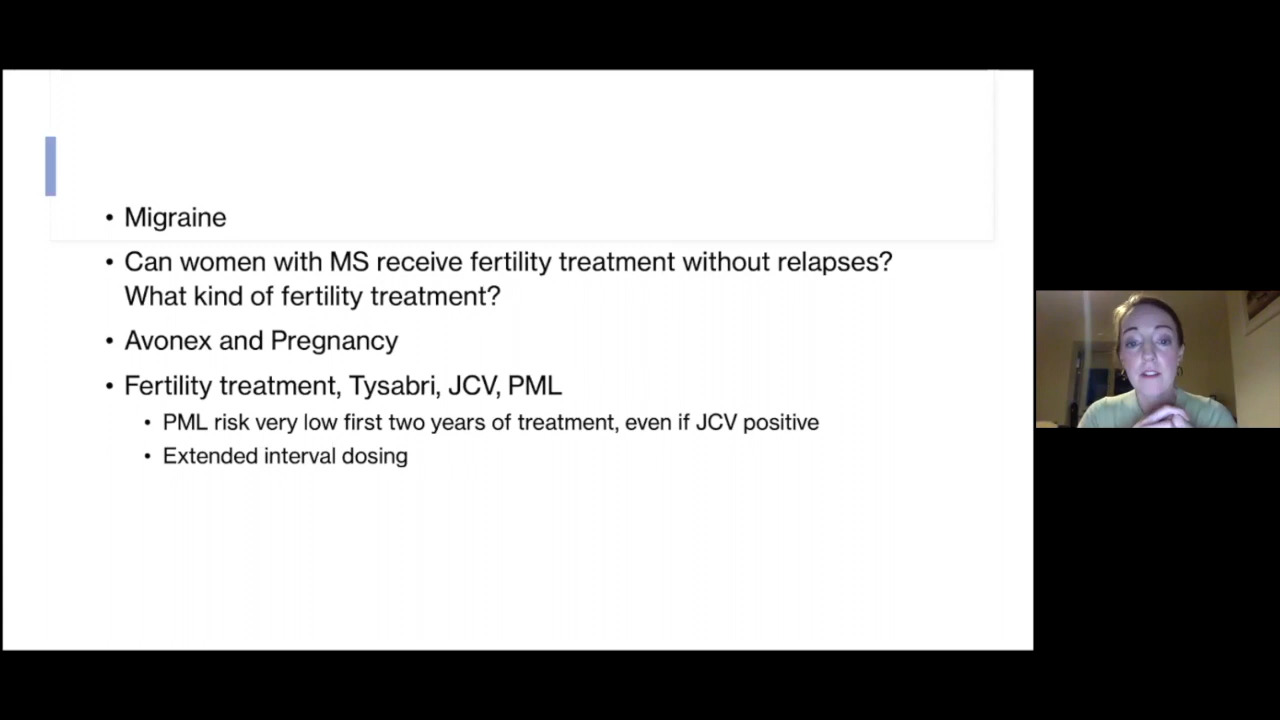 • Migraine
• Can women with MS receive fertility treatment without relapses?
What kind of fertility treatment?
• Avonex and Pregnancy
• Fertility treatment, Tysabri, JCV, PML
• PML risk very low first two years of treatment, even if JCV positive
• Extended interval dosing